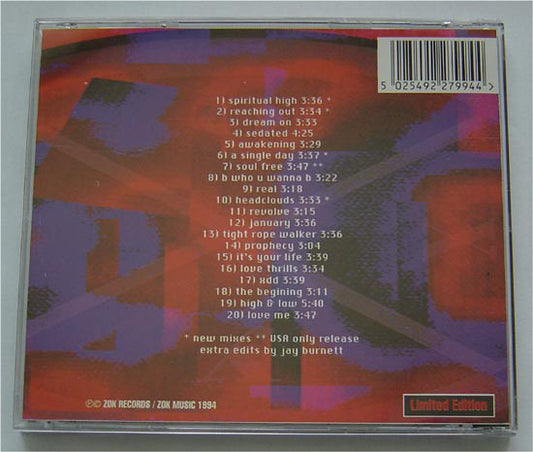 5 025492 279944 >
1) spiritual high 3:36 *
2) reaching out 3:34 *
3) dream on 3:33
4) sedated 4:25
5) awakening 3:29
6) a single day 3:37 *
7) soul free 3:47 **
8) b who u wanna b 3:22
9) real 3:18
10) headclouds 3:33 *
11) revolve 3:15
12) january 3:36
13) tight rope walker 3:36
14) prophecy 3:04
15) it's your life 3:39
16) love thrills 3:34
17) xdd 3:39
18) the begining 3:11
19) high & low 5:40
20) love me 3:47
* new mixes ** USA only release
extra edits by jay burnett
℗© ZOK RECORDS / ZOK MUSIC 1994
Limited Edition